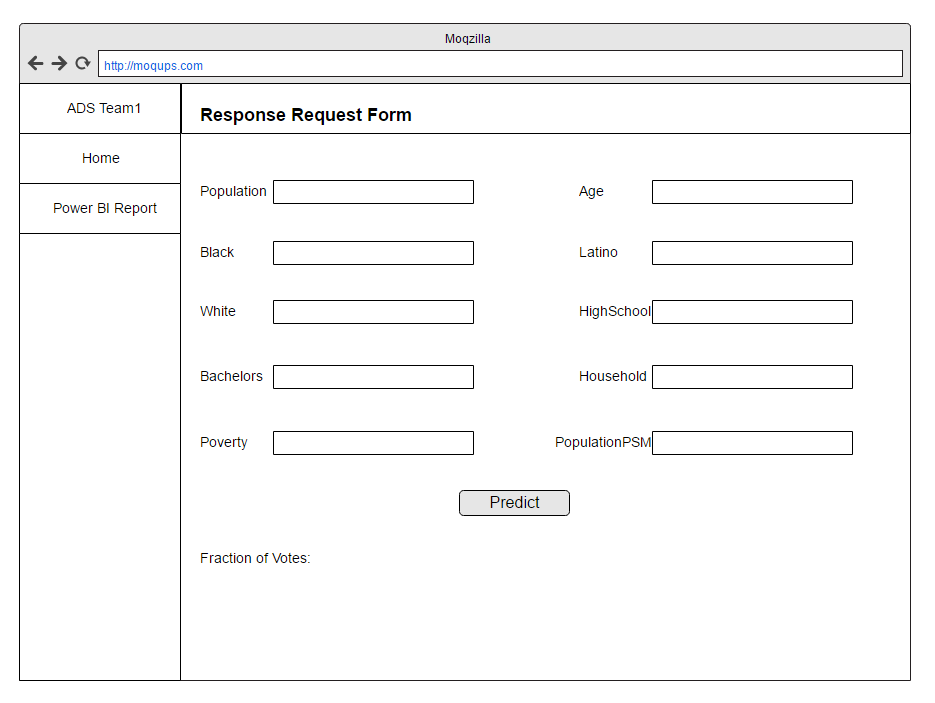 Moqzilla
http://moqups.com
ADS Team1
Response Request Form
Home
Power BI Report
Population
Age
Black
Latino
White
HighSchool
Bachelors
Household
Poverty
PopulationPSM
Predict
Fraction of Votes: